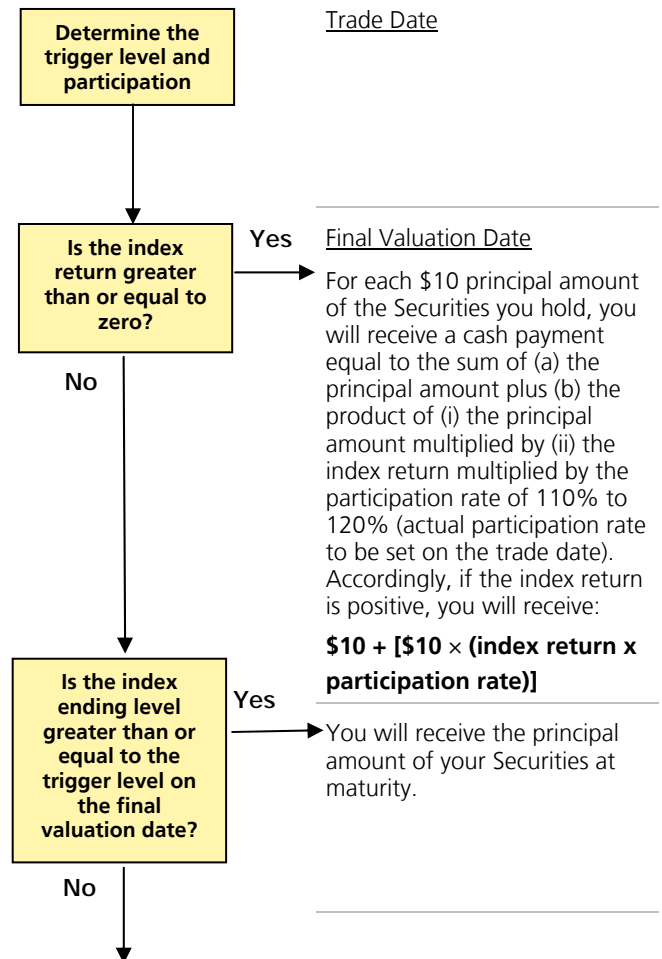 Determine the
trigger level and
participation
Trade Date
Is the index
return greater
than or equal to
zero?
Yes
Final Valuation Date
For each $10 principal amount
of the Securities you hold, you
will receive a cash payment
equal to the sum of (a) the
principal amount plus (b) the
product of (i) the principal
amount multiplied by (ii) the
index return multiplied by the
participation rate of 110% to
120% (actual participation rate
to be set on the trade date).
Accordingly, if the index return
is positive, you will receive:
$10 + [$10 × (index return x
participation rate)]
No
Is the index
ending level
greater than or
equal to the
trigger level on
the final
valuation date?
Yes
You will receive the principal
amount of your Securities at
maturity.
No